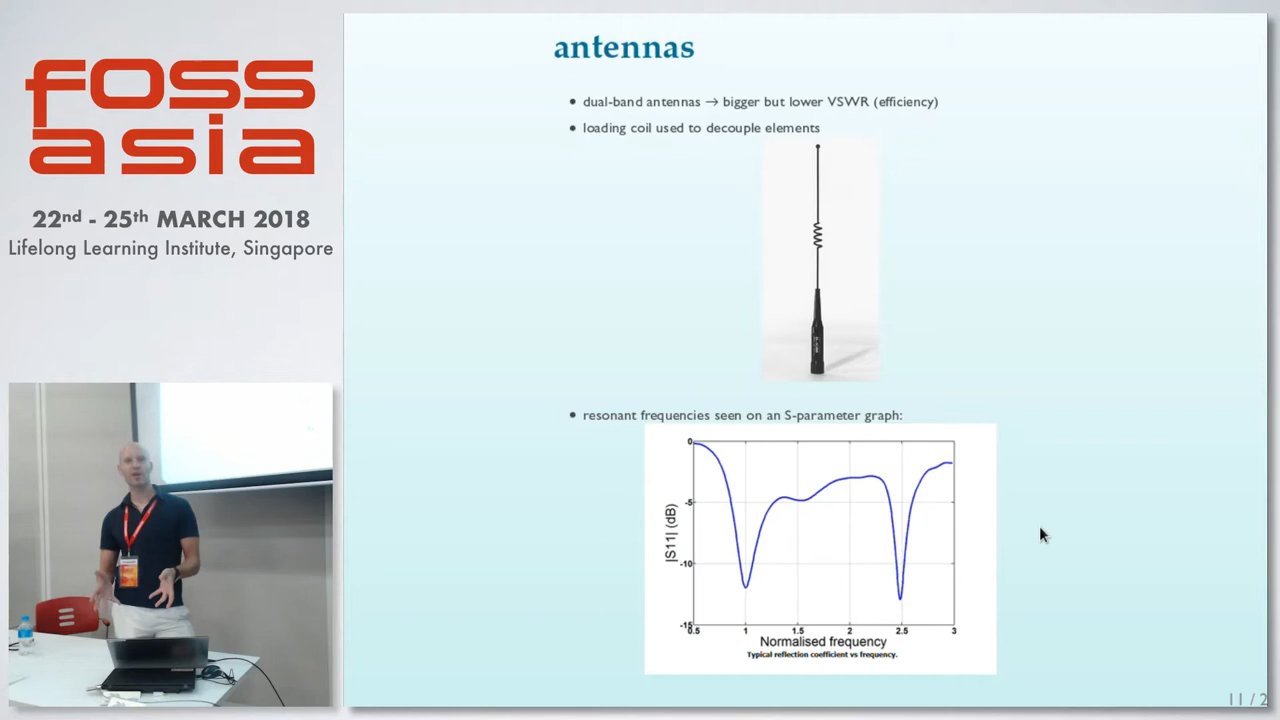 foss
asia
22nd - 25th MARCH 2018
Lifelong Learning Institute, Singapore
antennas
• dual-band antennas → bigger but lower VSWR (efficiency)
• loading coil used to decouple elements
• resonant frequencies seen on an S-parameter graph:
0
-5
-10
-15
|S11| (dB)
0.5 1 1.5 2 2.5 3
Normalised frequency
Typical reflection coefficient vs frequency.
11 / 2